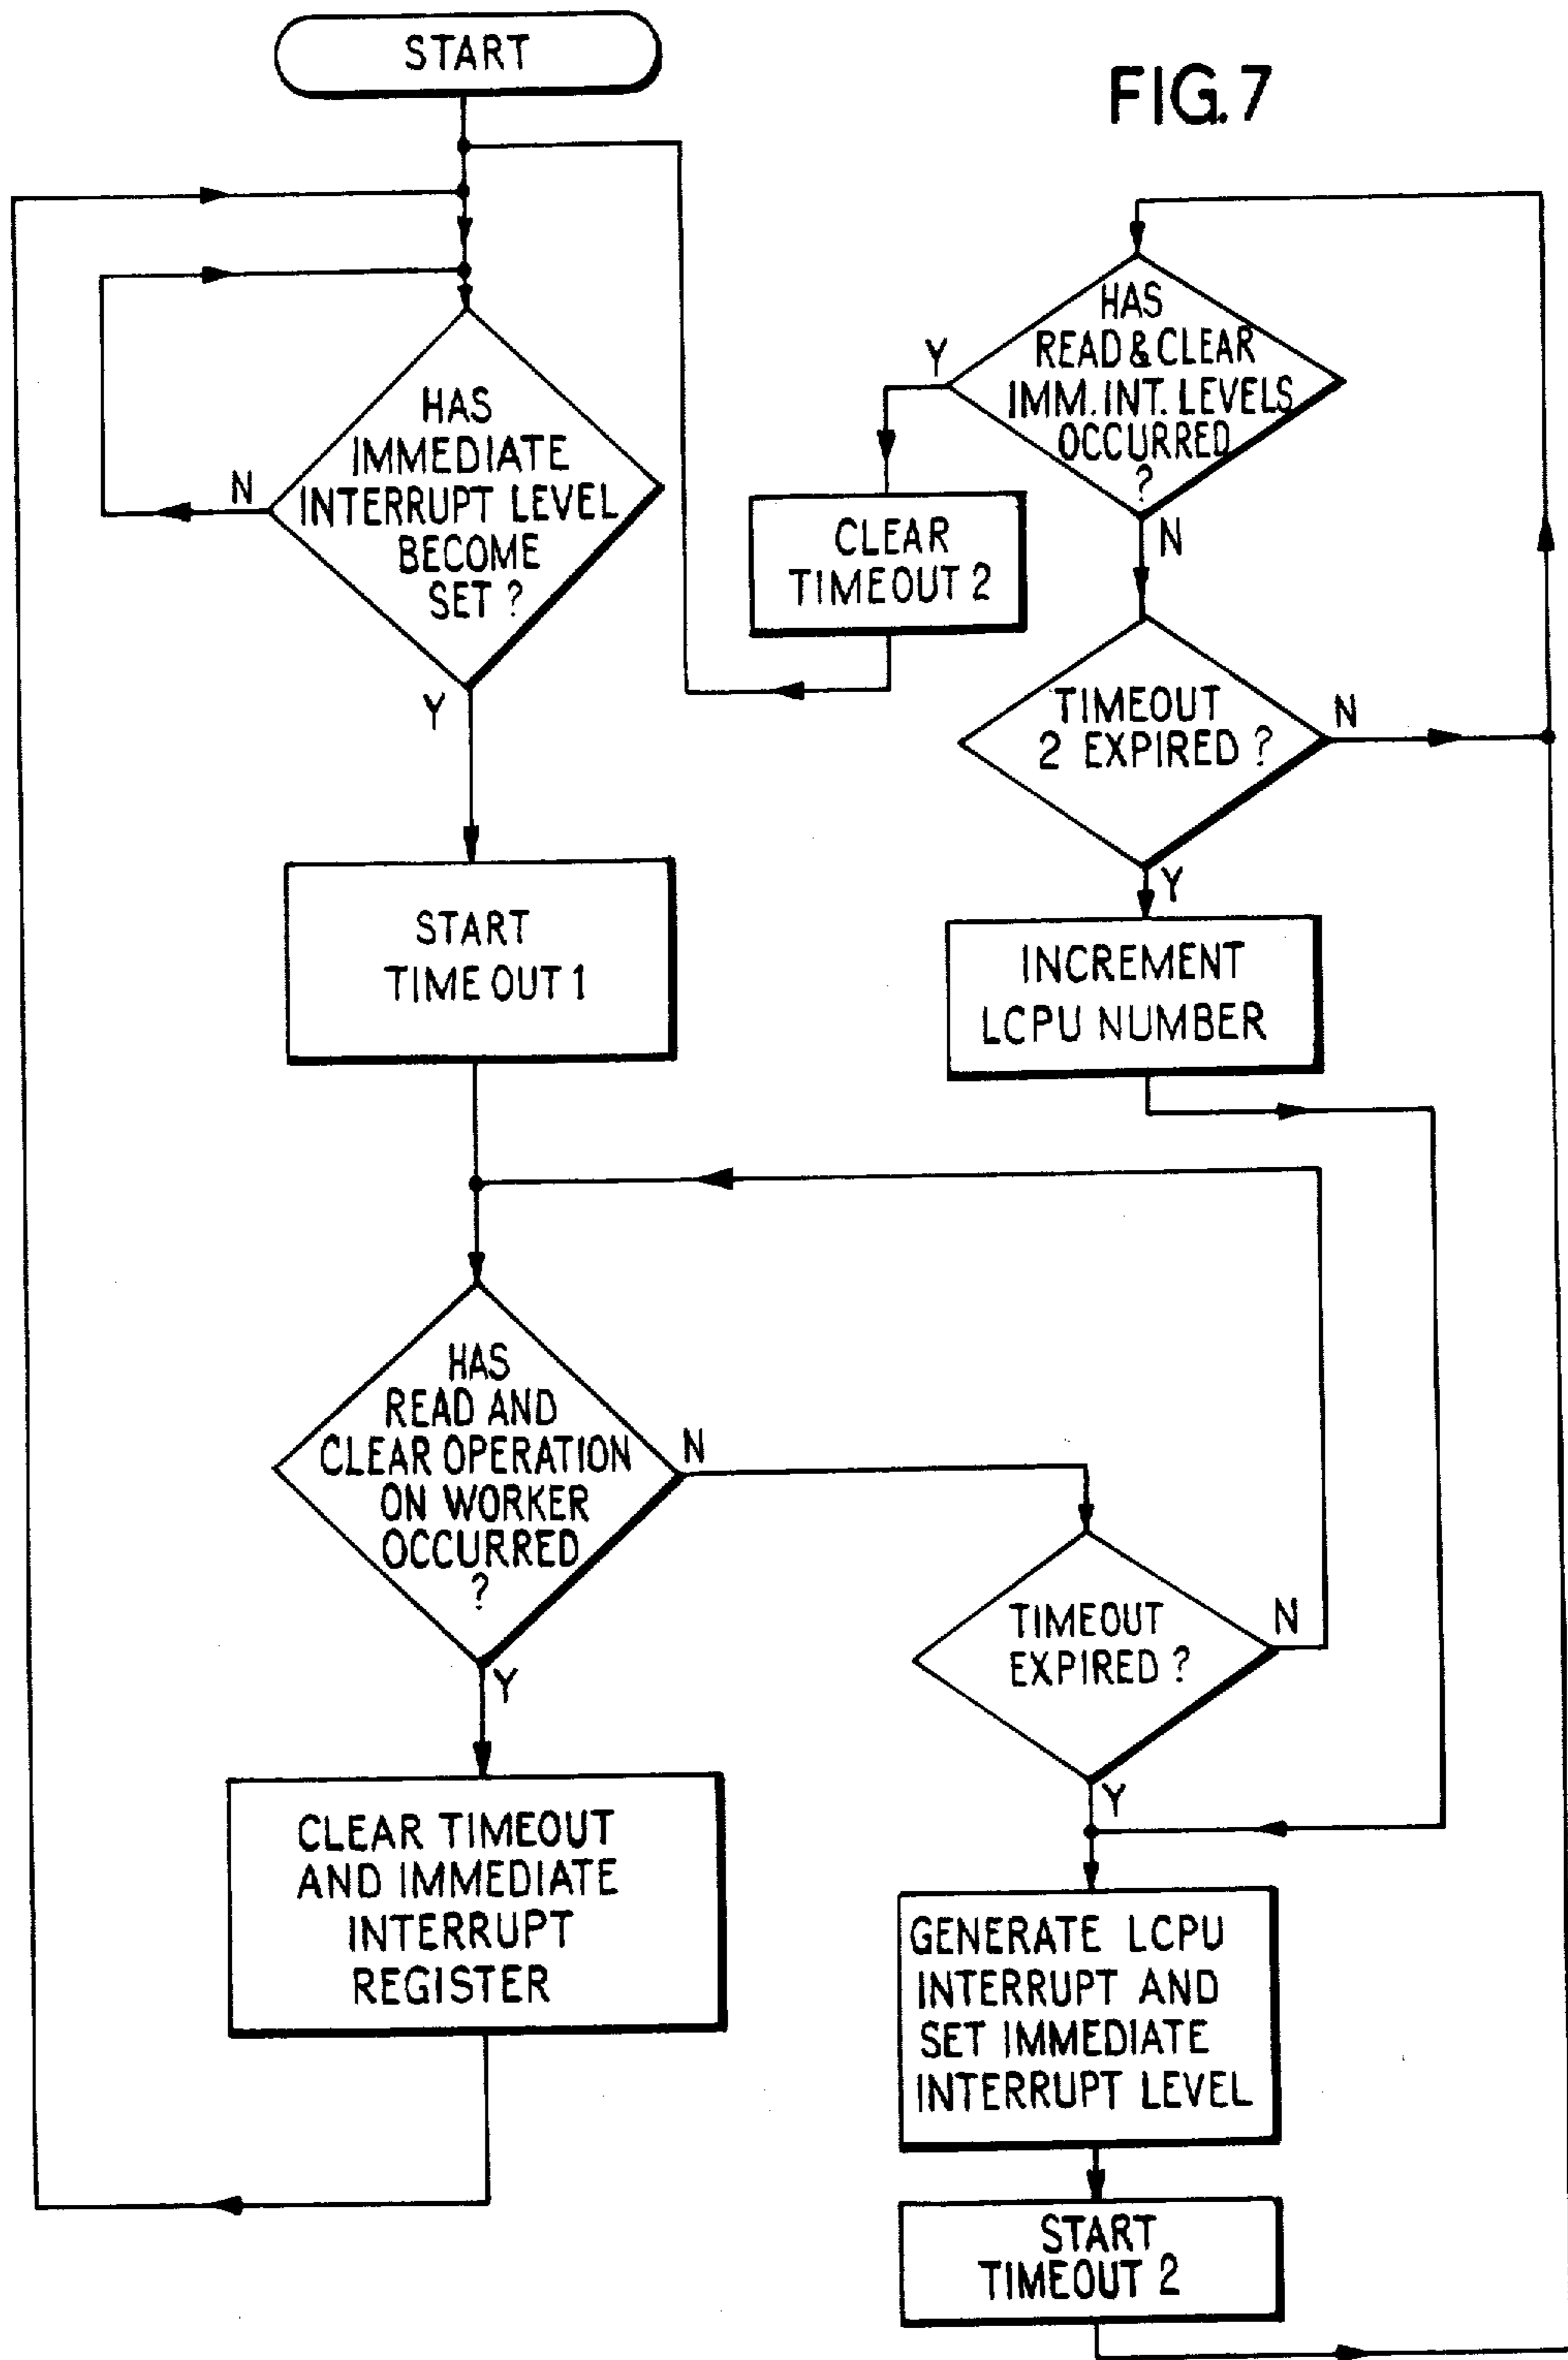 START
FIG.7
HAS
IMMEDIATE
INTERRUPT LEVEL
BECOME
SET ?
N
Y
START
TIME OUT 1
HAS
READ AND
CLEAR OPERATION
ON WORKER
OCCURRED
?
N
Y
CLEAR TIMEOUT
AND IMMEDIATE
INTERRUPT
REGISTER
HAS
READ & CLEAR
IMM. INT. LEVELS
OCCURRED
?
Y
N
CLEAR
TIMEOUT 2
TIMEOUT
2 EXPIRED ?
N
Y
INCREMENT
LCPU NUMBER
TIMEOUT
EXPIRED ?
N
Y
GENERATE LCPU
INTERRUPT AND
SET IMMEDIATE
INTERRUPT LEVEL
START
TIMEOUT 2